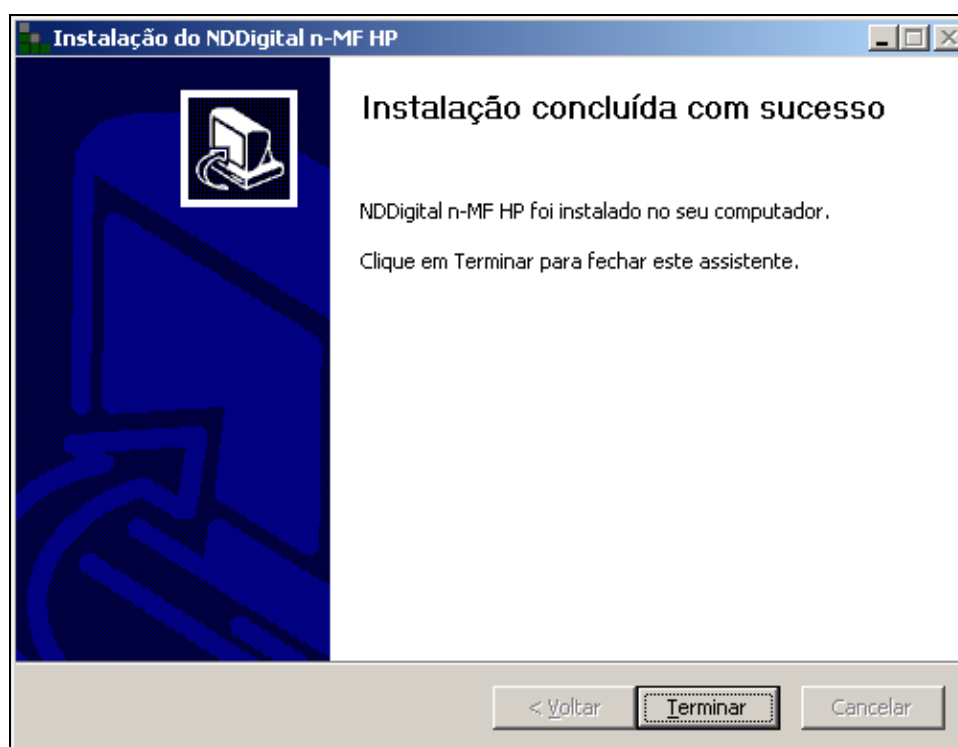 Instalação do NDDigital n-MF HP
Instalação concluída com sucesso
NDDigital n-MF HP foi instalado no seu computador.
Clique em Terminar para fechar este assistente.
< Voltar
Terminar
Cancelar